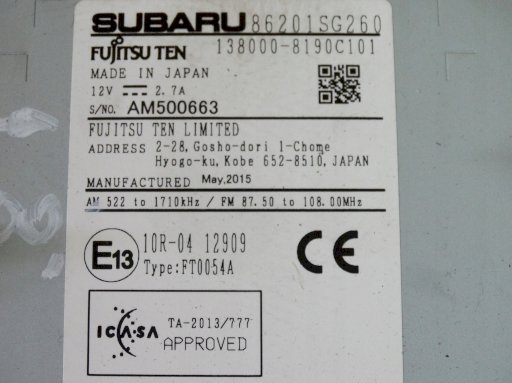 SUBARU 86201SG260
FUJITSU TEN 138000-8190C101
MADE IN JAPAN
12V 2.7A
S/NO. AM500663
FUJITSU TEN LIMITED
ADDRESS 2-28, Gosho-dori 1-Chome
Hyogo-ku, Kobe 652-8510, JAPAN
MANUFACTURED May,2015
AM 522 to 1710kHz / FM 87.50 to 108.00MHz
E13 10R-04 12909 CE
Type:FT0054A
ICASA TA-2013/777
APPROVED